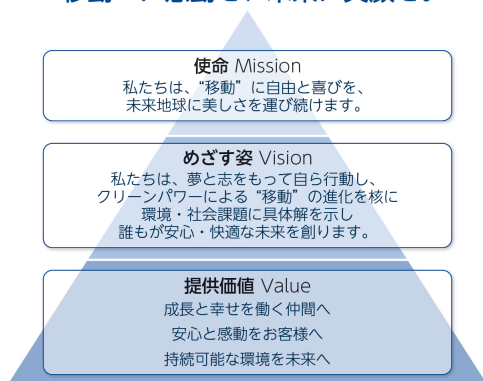 使命 Mission
私たちは、“移動” に自由と喜びを、
未来地球に美しさを運び続けます。
めざす姿 Vision
私たちは、夢と志をもって自ら行動し、
クリーンパワーによる “移動” の進化を核に
環境・社会課題に具体解を示し
誰もが安心・快適な未来を創ります。
提供価値 Value
成長と幸せを働く仲間へ
安心と感動をお客様へ
持続可能な環境を未来へ